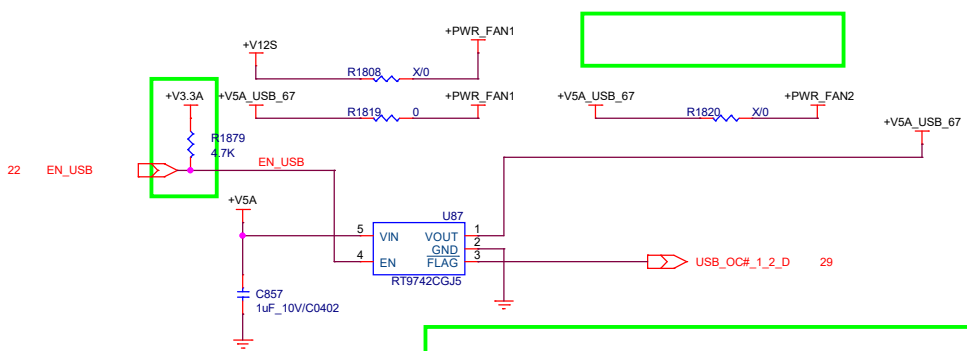 +V12S
+PWR_FAN1
R1808 X/0
+V3.3A
+V5A_USB_67
+PWR_FAN1
+V5A_USB_67
+PWR_FAN2
R1819 0
R1820 X/0
+V5A_USB_67
R1879
4.7K
22 EN_USB
EN_USB
+V5A
U87
5 VIN VOUT 1
GND 2
4 EN FLAG 3
RT9742CGJ5
USB_OC#_1_2_D 29
C857
1uF_10V/C0402